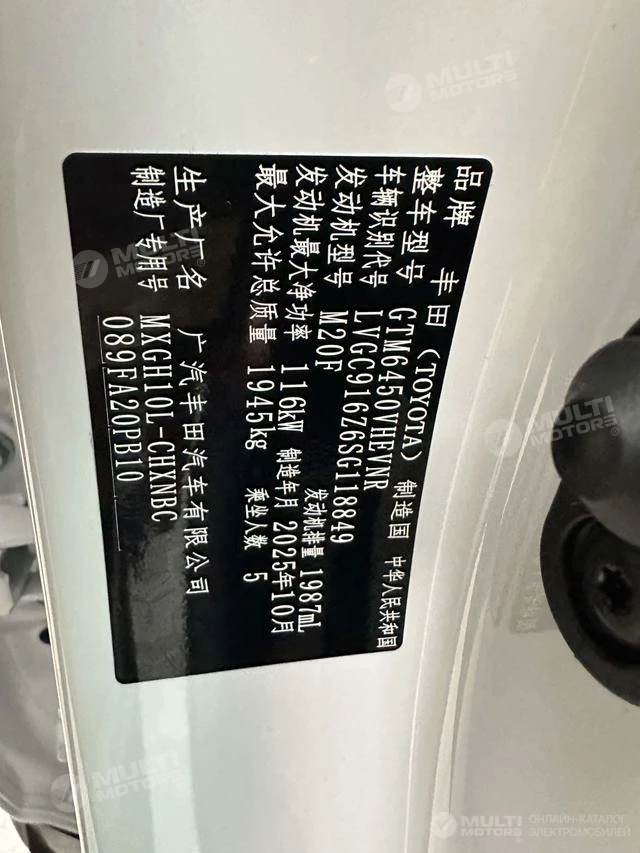 品牌 丰田 (TOYOTA) 制造国 中华人民共和国
整车型号 GTM6450VHEVNR
车辆识别代号 LVGC916Z6SG118849
发动机型号 M20F 发动机排量 1987mL
发动机最大净功率 116kW 制造年月 2025年10月
最大允许总质量 1945kg 乘坐人数 5
生产厂名 广汽丰田汽车有限公司
制造厂专用号 MXGH10L-CHXNBC
089FA20PB10
MULTI MOTORS
MULTI MOTORS
MULTI MOTORS
MULTI MOTORS
MULTI MOTORS ОНЛАЙН-КАТАЛОГ ЭЛЕКТРОМОБИЛЕЙ